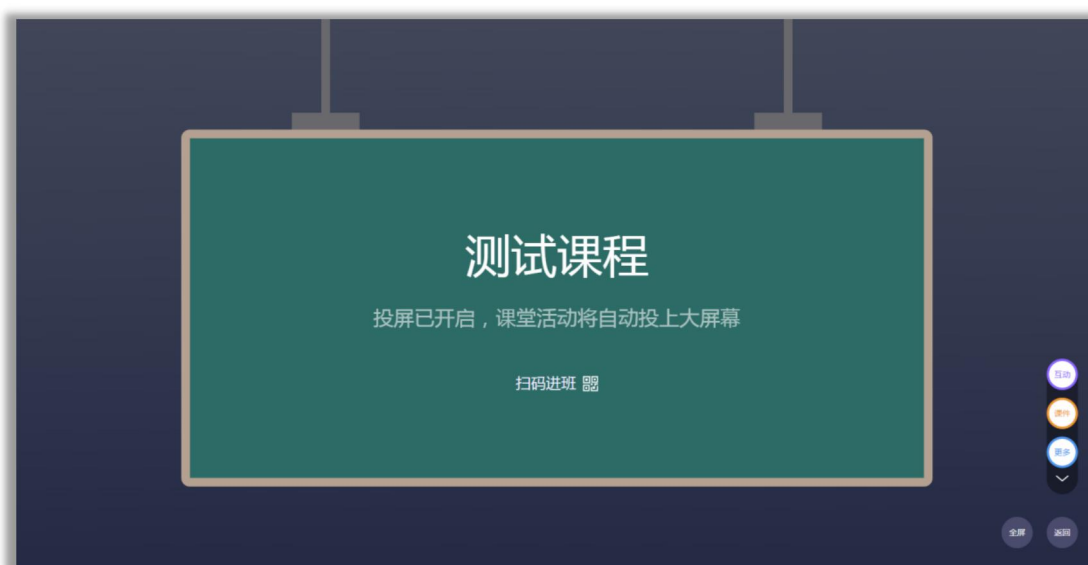 测试课程
投屏已开启，课堂活动将自动投上大屏幕
扫码进班
互动
课件
更多
全屏
返回